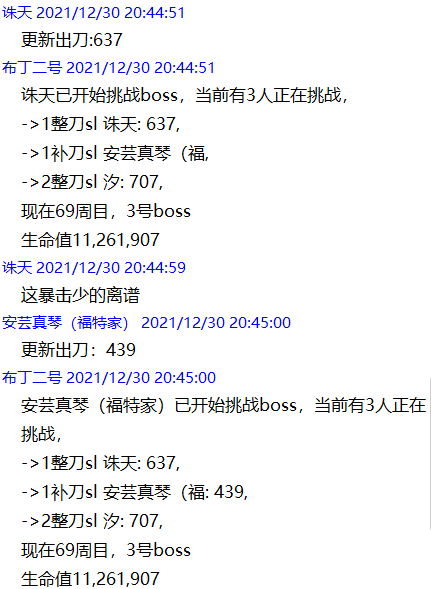 诛天 2021/12/30 20:44:51
更新出刀:637
布丁二号 2021/12/30 20:44:51
诛天已开始挑战boss，当前有3人正在挑战，
->1整刀sl 诛天: 637,
->1补刀sl 安芸真琴（福,
->2整刀sl 汐: 707,
现在69周目，3号boss
生命值11,261,907
诛天 2021/12/30 20:44:59
这暴击少的离谱
安芸真琴（福特家） 2021/12/30 20:45:00
更新出刀：439
布丁二号 2021/12/30 20:45:00
安芸真琴（福特家）已开始挑战boss，当前有3人正在
挑战，
->1整刀sl 诛天: 637,
->1补刀sl 安芸真琴（福: 439,
->2整刀sl 汐: 707,
现在69周目，3号boss
生命值11,261,907